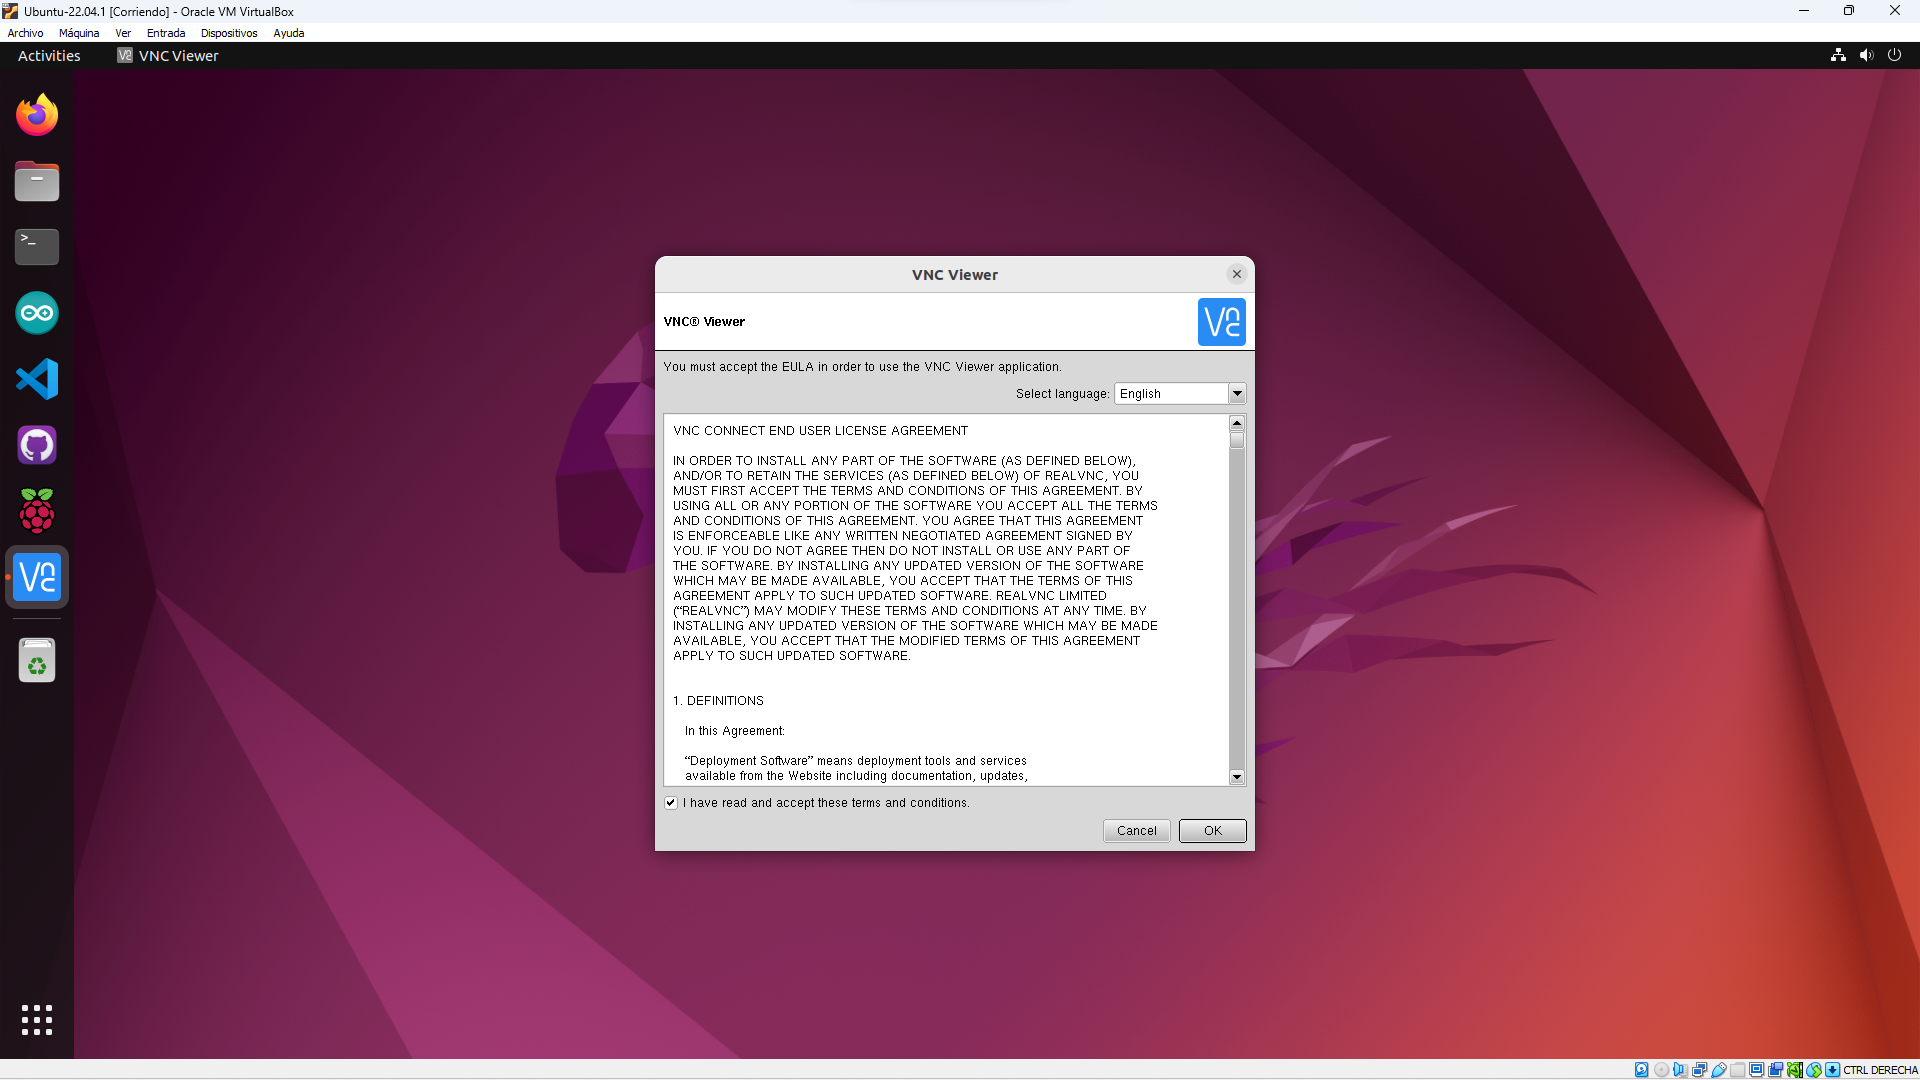 Ubuntu-22.04.1 [Corriendo] - Oracle VM VirtualBox
Archivo Máquina Ver Entrada Dispositivos Ayuda
Activities VNC Viewer
VNC Viewer
VNC® Viewer
You must accept the EULA in order to use the VNC Viewer application.
Select language: English
VNC CONNECT END USER LICENSE AGREEMENT
IN ORDER TO INSTALL ANY PART OF THE SOFTWARE (AS DEFINED BELOW),
AND/OR TO RETAIN THE SERVICES (AS DEFINED BELOW) OF REALVNC, YOU
MUST FIRST ACCEPT THE TERMS AND CONDITIONS OF THIS AGREEMENT. BY
USING ALL OR ANY PORTION OF THE SOFTWARE YOU ACCEPT ALL THE TERMS
AND CONDITIONS OF THIS AGREEMENT. YOU AGREE THAT THIS AGREEMENT
IS ENFORCEABLE LIKE ANY WRITTEN NEGOTIATED AGREEMENT SIGNED BY
YOU. IF YOU DO NOT AGREE THEN DO NOT INSTALL OR USE ANY PART OF
THE SOFTWARE. BY INSTALLING ANY UPDATED VERSION OF THE SOFTWARE
WHICH MAY BE MADE AVAILABLE, YOU ACCEPT THAT THE TERMS OF THIS
AGREEMENT APPLY TO SUCH UPDATED SOFTWARE. REALVNC LIMITED
(“REALVNC”) MAY MODIFY THESE TERMS AND CONDITIONS AT ANY TIME. BY
INSTALLING ANY UPDATED VERSION OF THE SOFTWARE WHICH MAY BE MADE
AVAILABLE, YOU ACCEPT THAT THE MODIFIED TERMS OF THIS AGREEMENT
APPLY TO SUCH UPDATED SOFTWARE.
1. DEFINITIONS
In this Agreement:
“Deployment Software” means deployment tools and services
available from the Website including documentation, updates,
I have read and accept these terms and conditions.
Cancel OK
CTRL DERECHA